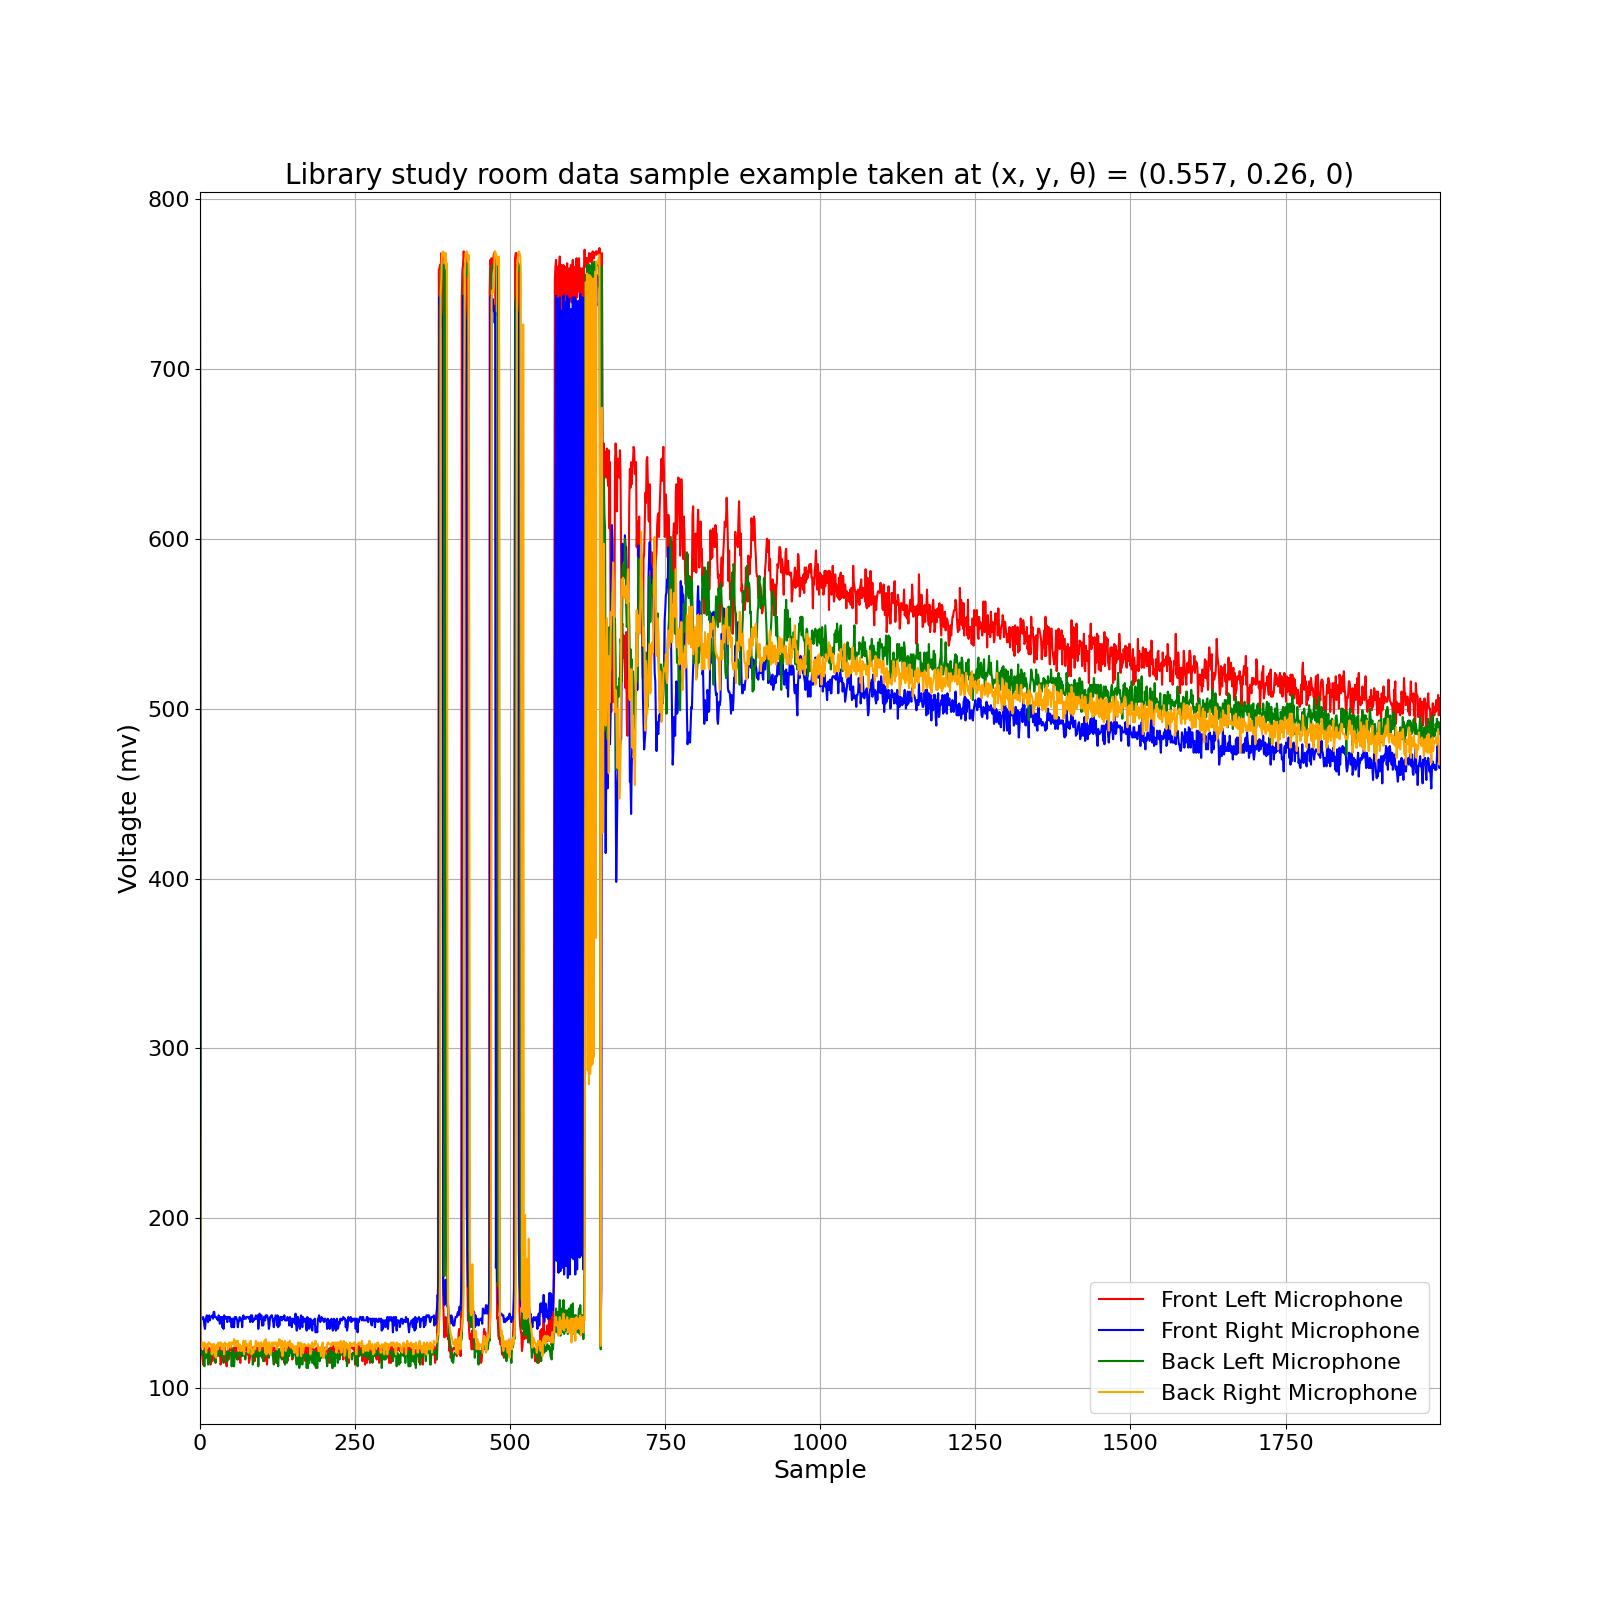 Library study room data sample example taken at (x, y, θ) = (0.557, 0.26, 0)
800
700
600
500
400
300
200
100
Voltagte (mv)
0 250 500 750 1000 1250 1500 1750
Sample
Front Left Microphone
Front Right Microphone
Back Left Microphone
Back Right Microphone